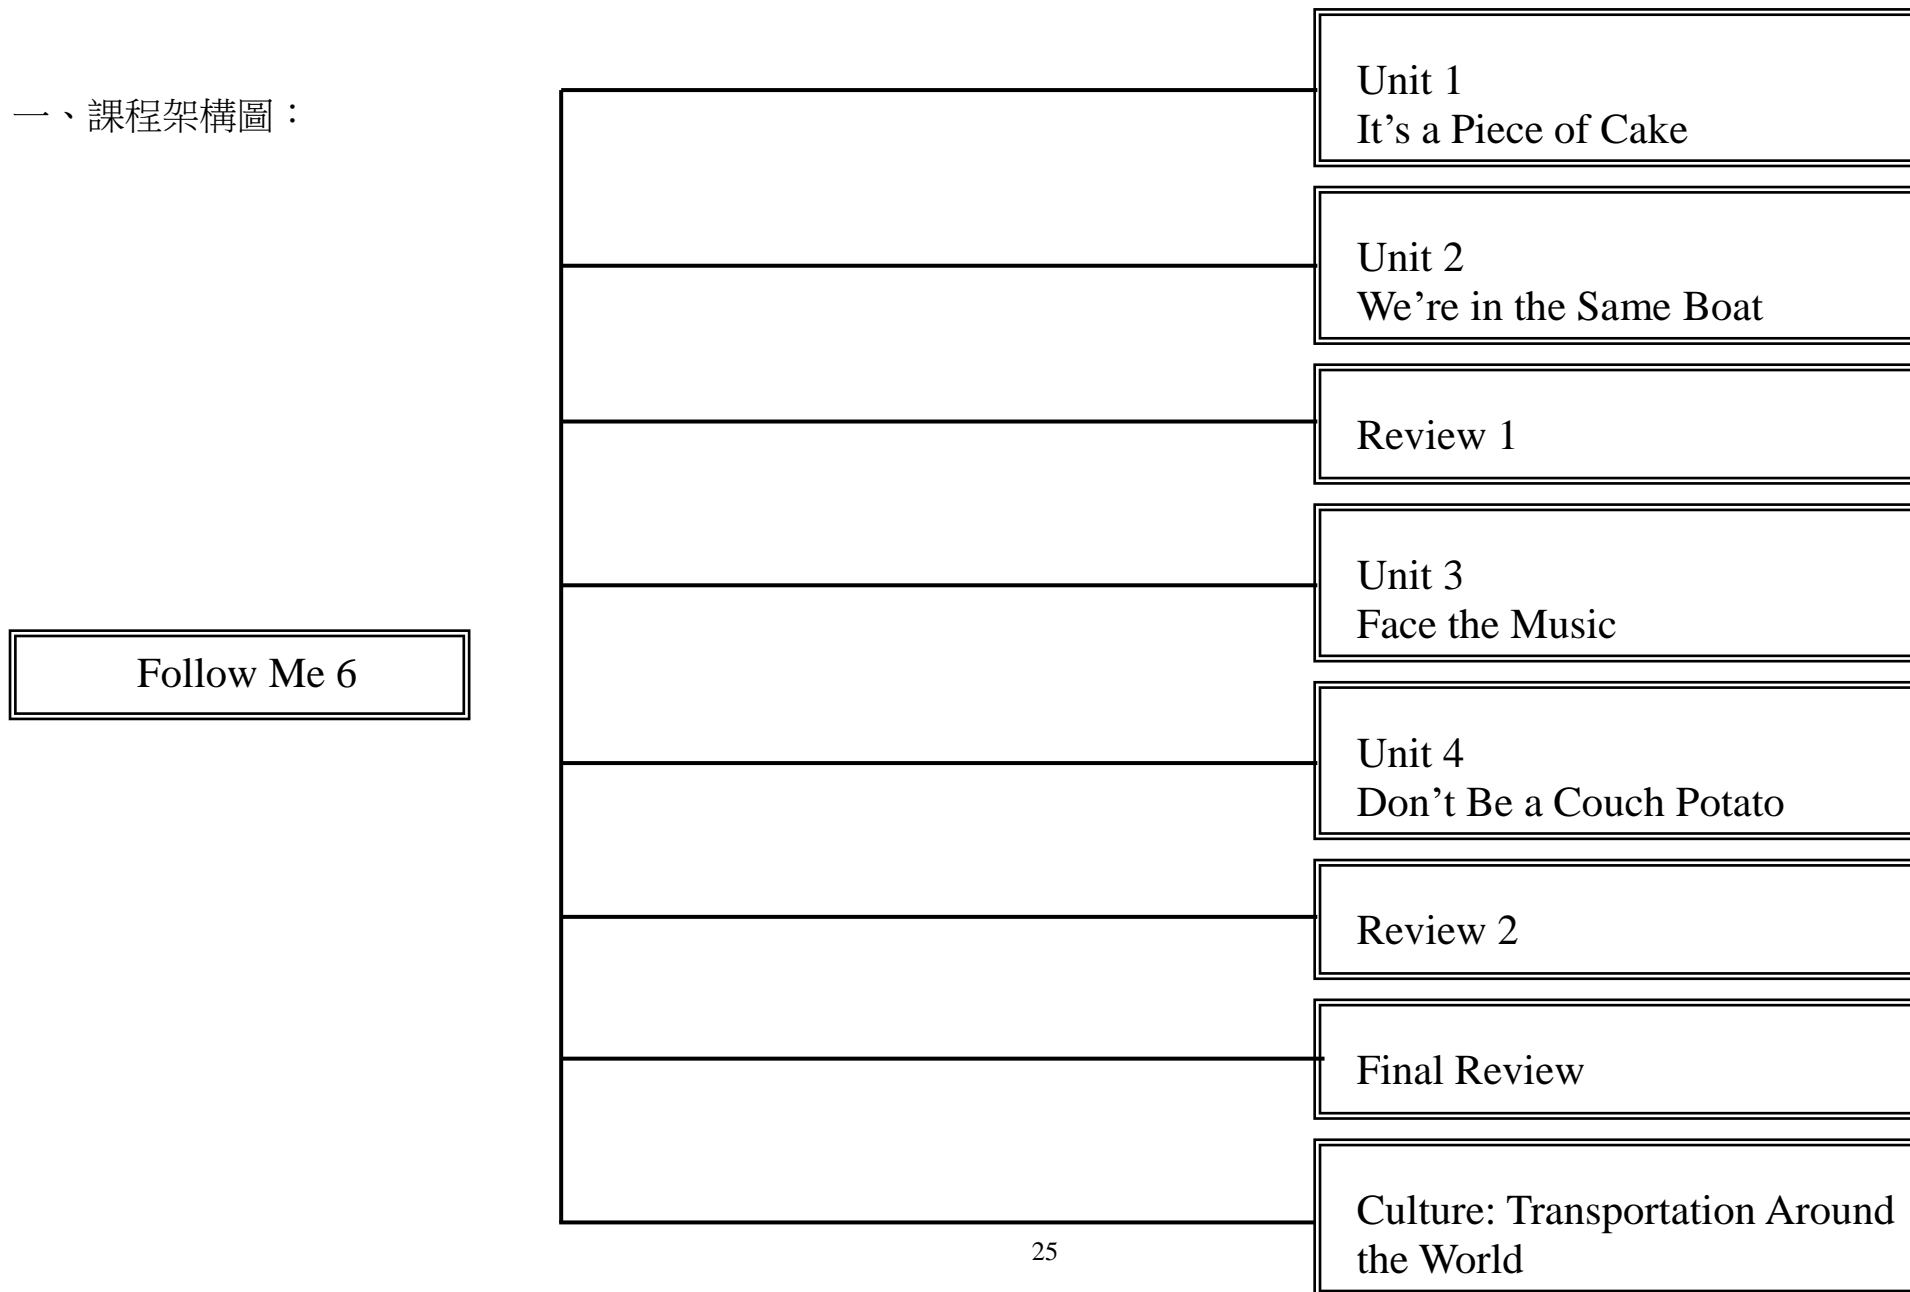 一、課程架構圖：
Follow Me 6
Unit 1
It’s a Piece of Cake
Unit 2
We’re in the Same Boat
Review 1
Unit 3
Face the Music
Unit 4
Don’t Be a Couch Potato
Review 2
Final Review
Culture: Transportation Around
the World
25